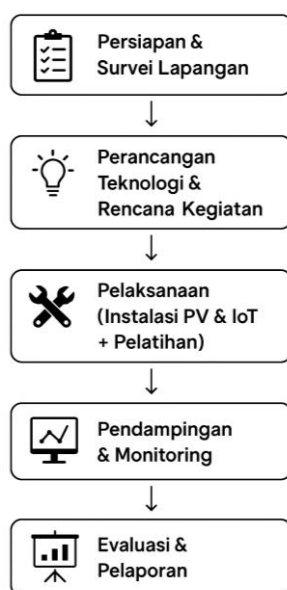 Persiapan &
Survei Lapangan
Perancangan
Teknologi &
Rencana Kegiatan
Pelaksanaan
(Instalasi PV & IoT
+ Pelatihan)
Pendampingan
& Monitoring
Evaluasi &
Pelaporan